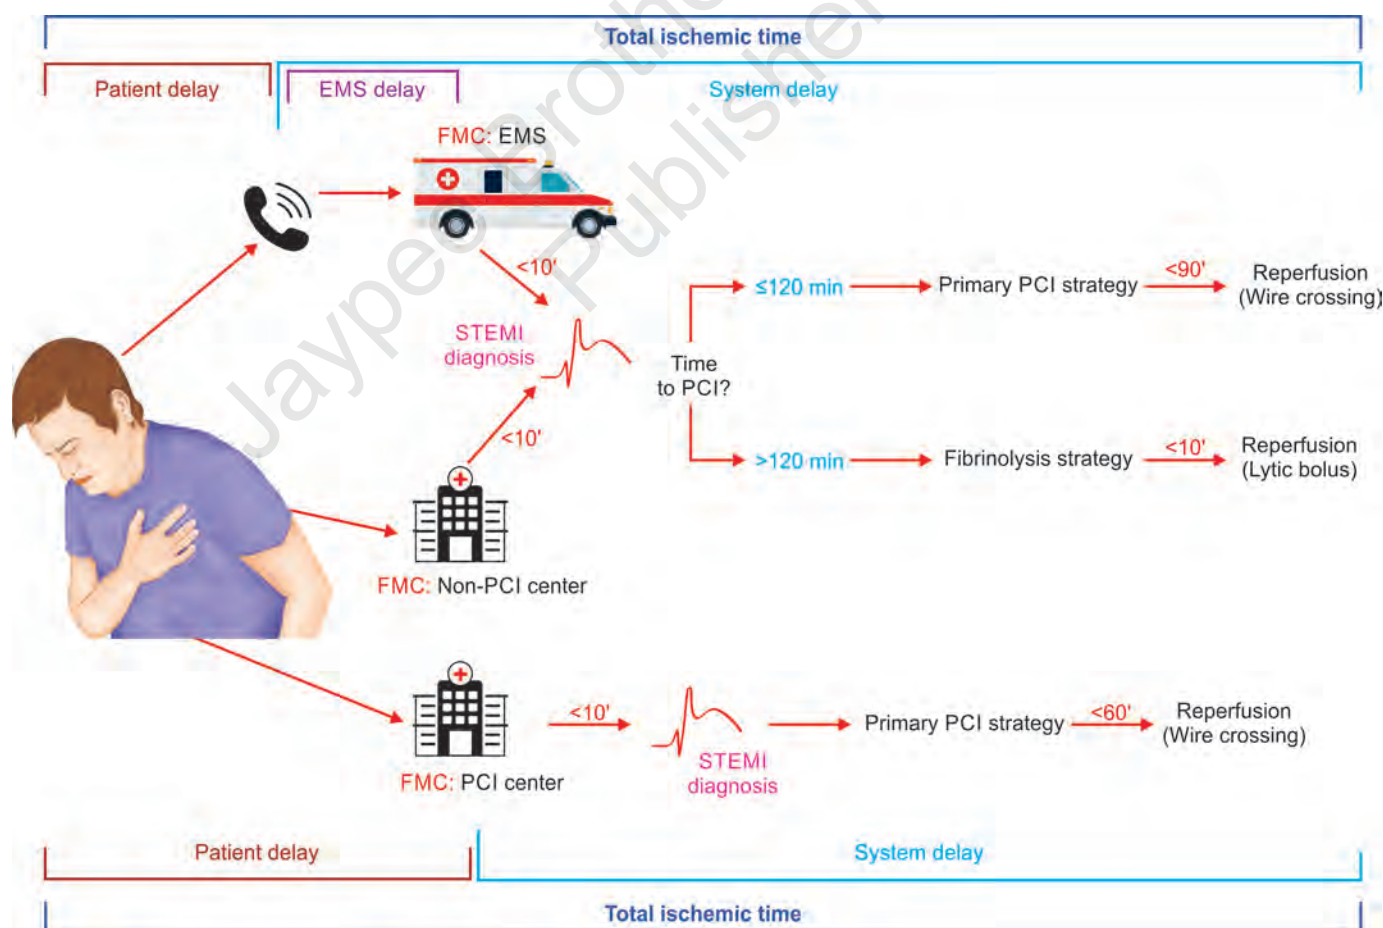 Total ischemic time
Patient delay
EMS delay
System delay
FMC: EMS
<10'
STEMI
diagnosis
<10'
Time
to PCI?
≤120 min
Primary PCI strategy
<90'
Reperfusion
(Wire crossing)
>120 min
Fibrinolysis strategy
<10'
Reperfusion
(Lytic bolus)
FMC: Non-PCI center
FMC: PCI center
<10'
STEMI
diagnosis
Primary PCI strategy
<60'
Reperfusion
(Wire crossing)
Patient delay
System delay
Total ischemic time
Jaypee